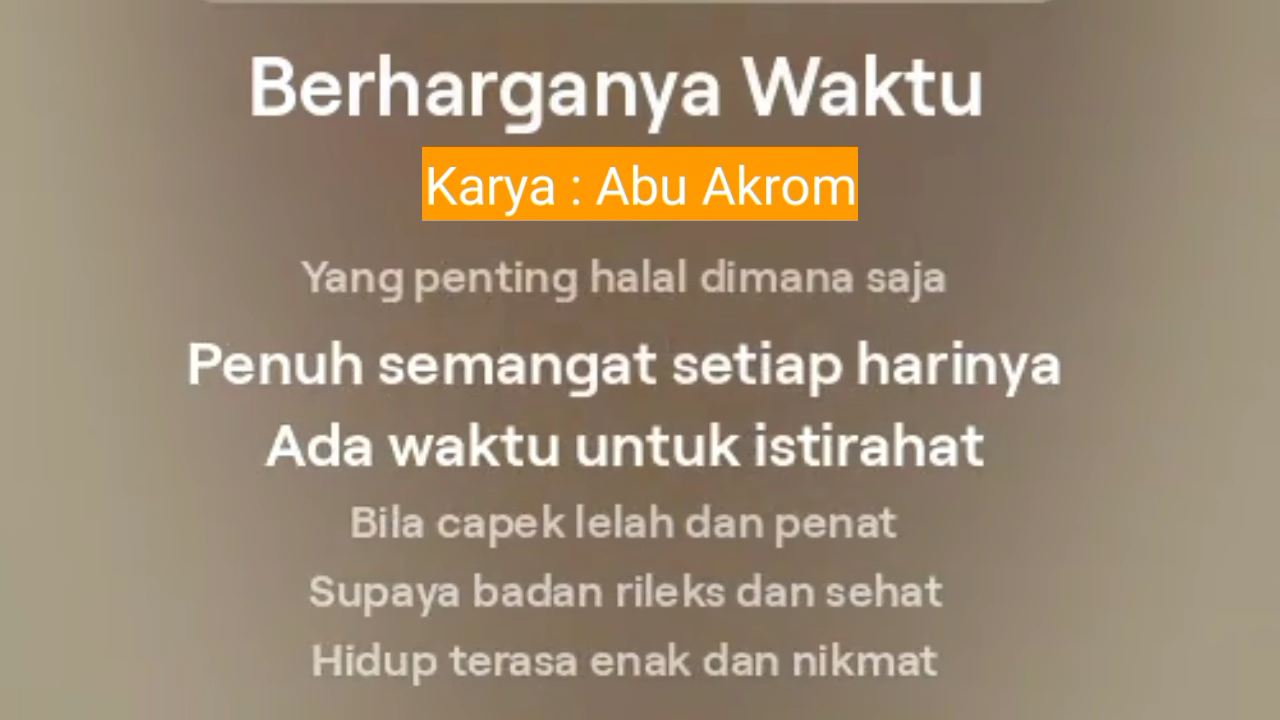 Berharganya Waktu
Karya : Abu Akrom
Yang penting halal dimana saja
Penuh semangat setiap harinya
Ada waktu untuk istirahat
Bila capek lelah dan penat
Supaya badan rileks dan sehat
Hidup terasa enak dan nikmat